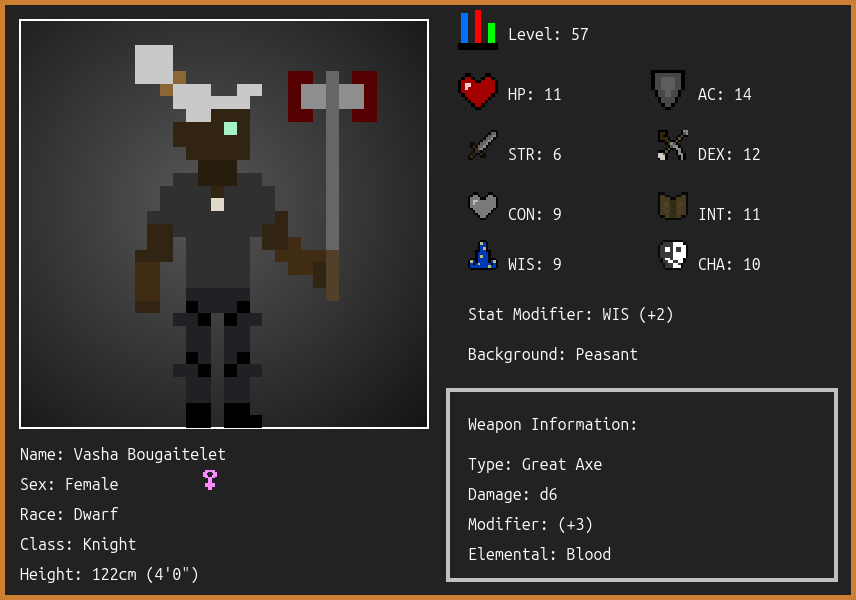 Level: 57
HP: 11
AC: 14
STR: 6
DEX: 12
CON: 9
INT: 11
WIS: 9
CHA: 10
Stat Modifier: WIS (+2)
Background: Peasant
Weapon Information:
Type: Great Axe
Damage: d6
Modifier: (+3)
Elemental: Blood
Name: Vasha Bougaitelet
Sex: Female
Race: Dwarf
Class: Knight
Height: 122cm (4'0")